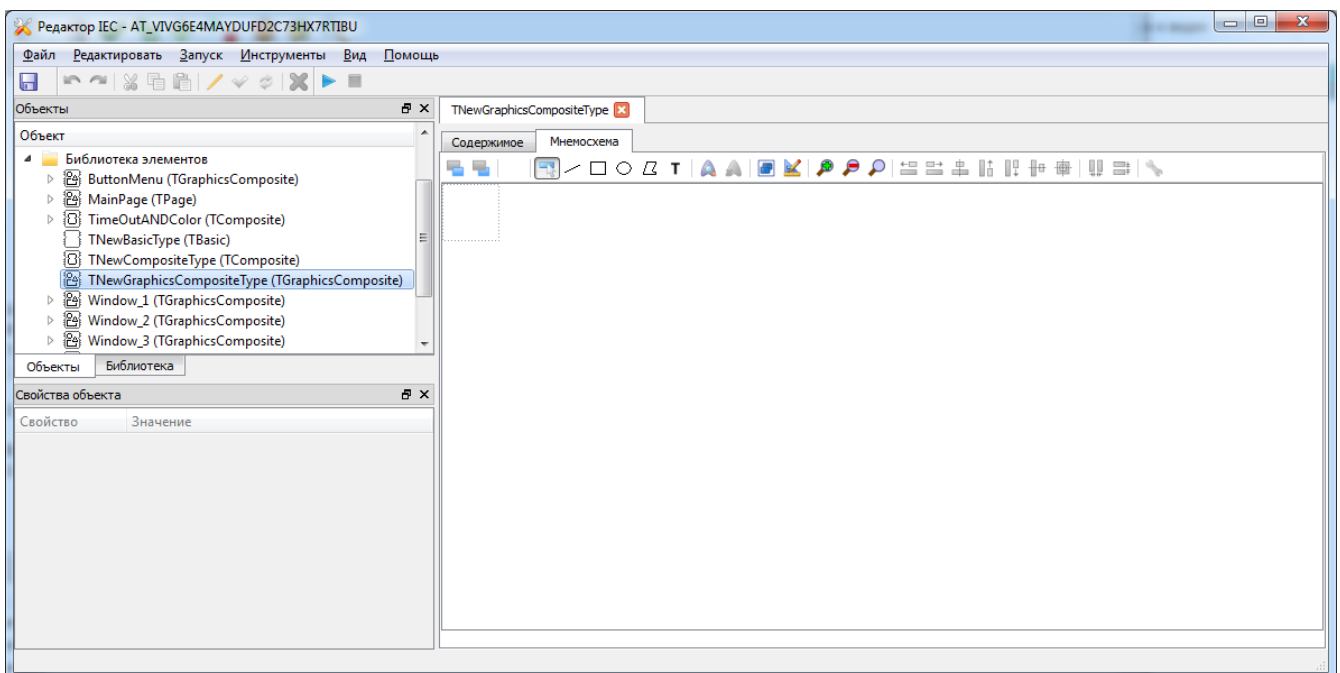 Редактор IEC - AT_VIVG6E4MAYDUFD2C73HX7RTIBU
Файл Редактировать Запуск Инструменты Вид Помощь
Объекты
Объект
Библиотека элементов
ButtonMenu (TGraphicsComposite)
MainPage (TPage)
TimeOutANDColor (TComposite)
TNewBasicType (TBasic)
TNewCompositeType (TComposite)
TNewGraphicsCompositeType (TGraphicsComposite)
Window_1 (TGraphicsComposite)
Window_2 (TGraphicsComposite)
Window_3 (TGraphicsComposite)
Объекты Библиотека
Свойства объекта
Свойство Значение
TNewGraphicsCompositeType
Содержимое Мнемосхема
T